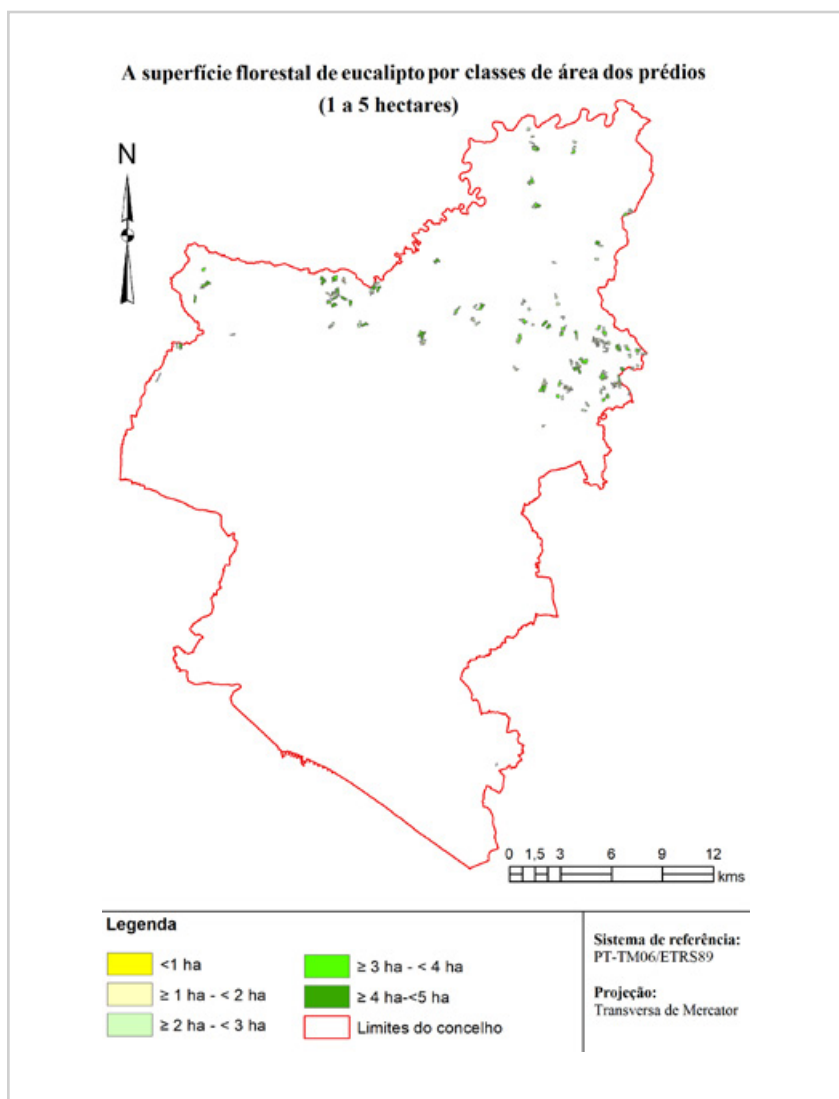 A superfície florestal de eucalipto por classes de área dos prédios
(1 a 5 hectares)
N
0 1,5 3 6 9 12
kms
Legenda
<1 ha
≥ 1 ha - < 2 ha
≥ 2 ha - < 3 ha
≥ 3 ha - < 4 ha
≥ 4 ha-<5 ha
Limites do concelho
Sistema de referência:
PT-TM06/ETRS89
Projeção:
Transversa de Mercator